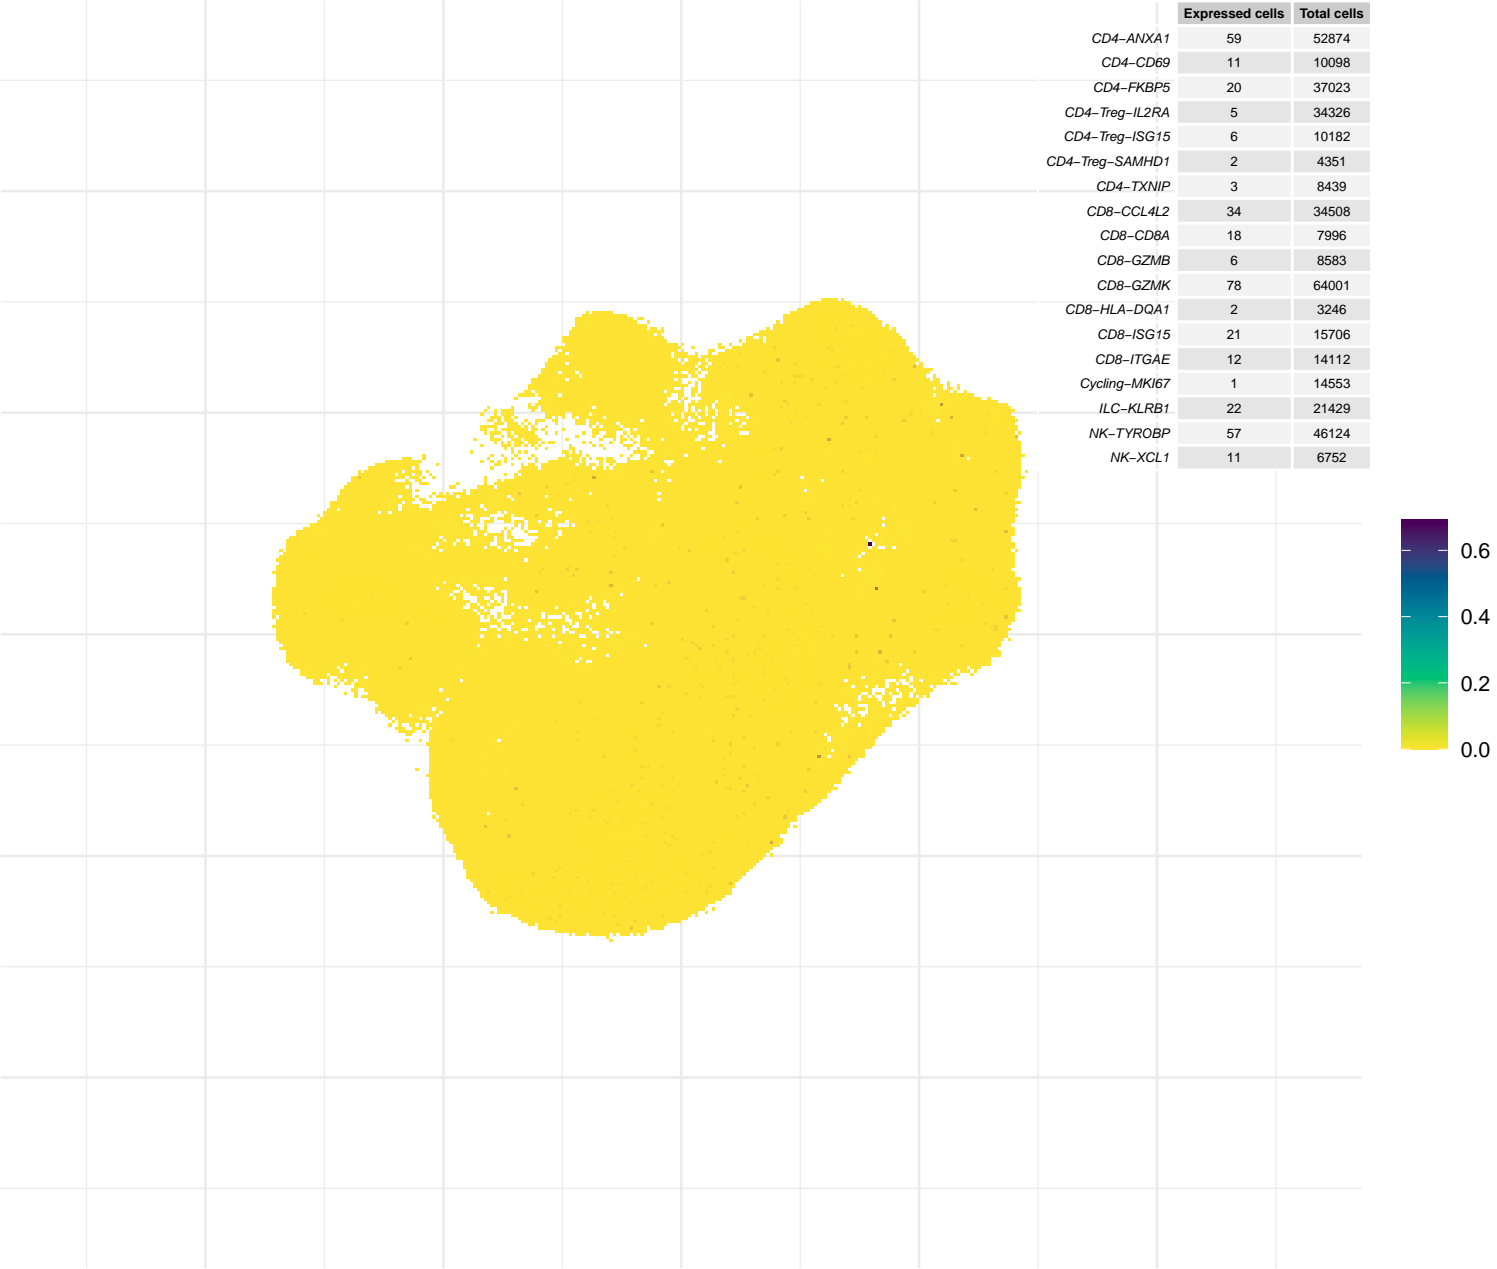 Expressed cells Total cells
CD4−ANXA1 59 52874
CD4−CD69 11 10098
CD4−FKBP5 20 37023
CD4−Treg−IL2RA 5 34326
CD4−Treg−ISG15 6 10182
CD4−Treg−SAMHD1 2 4351
CD4−TXNIP 3 8439
CD8−CCL4L2 34 34508
CD8−CD8A 18 7996
CD8−GZMB 6 8583
CD8−GZMK 78 64001
CD8−HLA−DQA1 2 3246
CD8−ISG15 21 15706
CD8−ITGAE 12 14112
Cycling−MKI67 1 14553
ILC−KLRB1 22 21429
NK−TYROBP 57 46124
NK−XCL1 11 6752
0.6
0.4
0.2
0.0